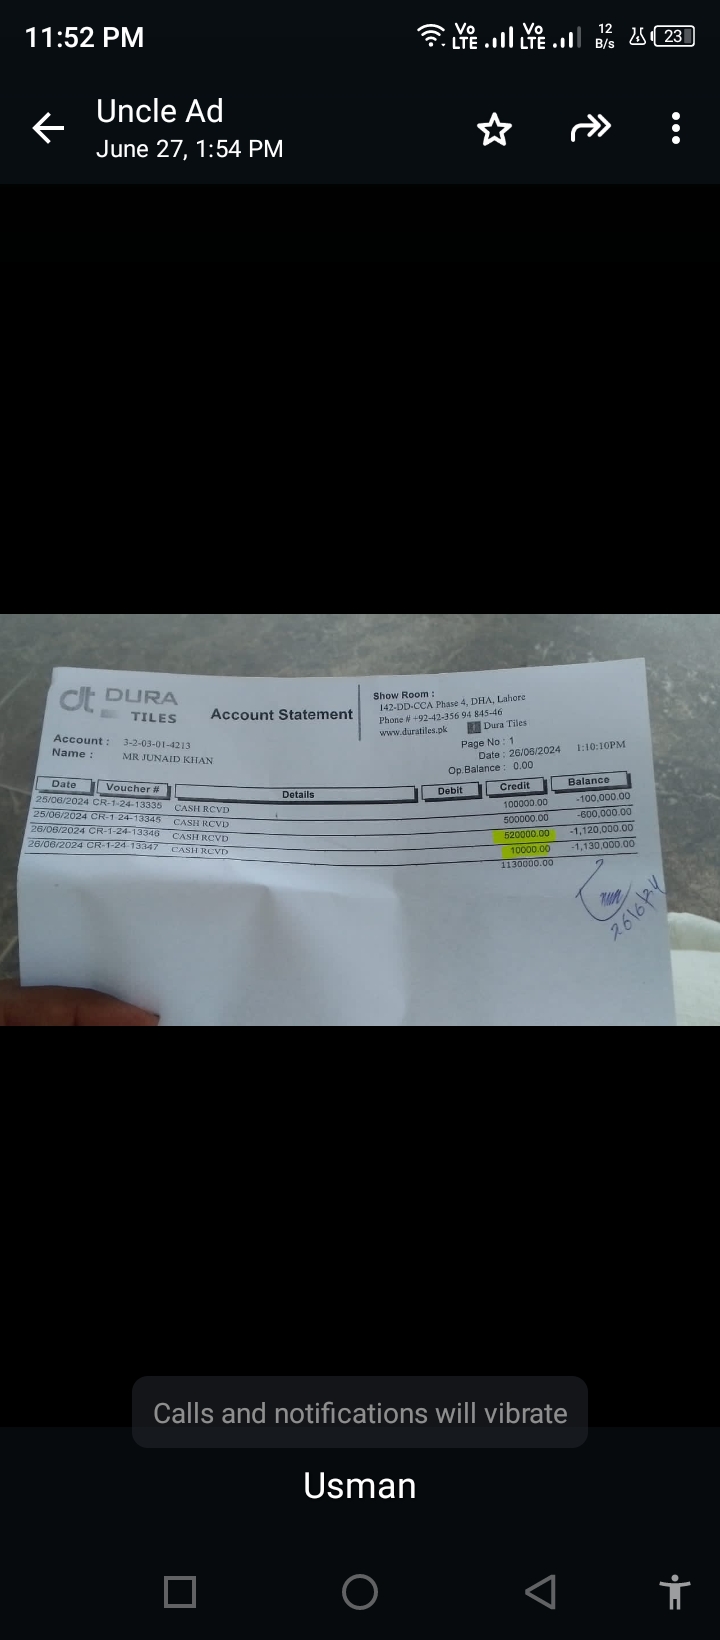 11:52 PM
Vo LTE Vo LTE 12 B/s 23
Uncle Ad
June 27, 1:54 PM
dt DURA TILES
Account Statement
Show Room :
142-DD-CCA Phase 4, DHA, Lahore
Phone # +92-42-356 94 845-46
www.duratiles.pk Dura Tiles
Account : 3-2-03-01-4213
Name : MR JUNAID KHAN
Page No : 1
Date : 26/06/2024 1:10:10PM
Op.Balance : 0.00
Date Voucher # Details Debit Credit Balance
25/06/2024 CR-1-24-13335 CASH RCVD 100000.00 -100,000.00
25/06/2024 CR-1-24-13345 CASH RCVD 500000.00 -600,000.00
26/06/2024 CR-1-24-13346 CASH RCVD 520000.00 -1,120,000.00
26/06/2024 CR-1-24-13347 CASH RCVD 10000.00 -1,130,000.00
1130000.00
26/6/24
Calls and notifications will vibrate
Usman